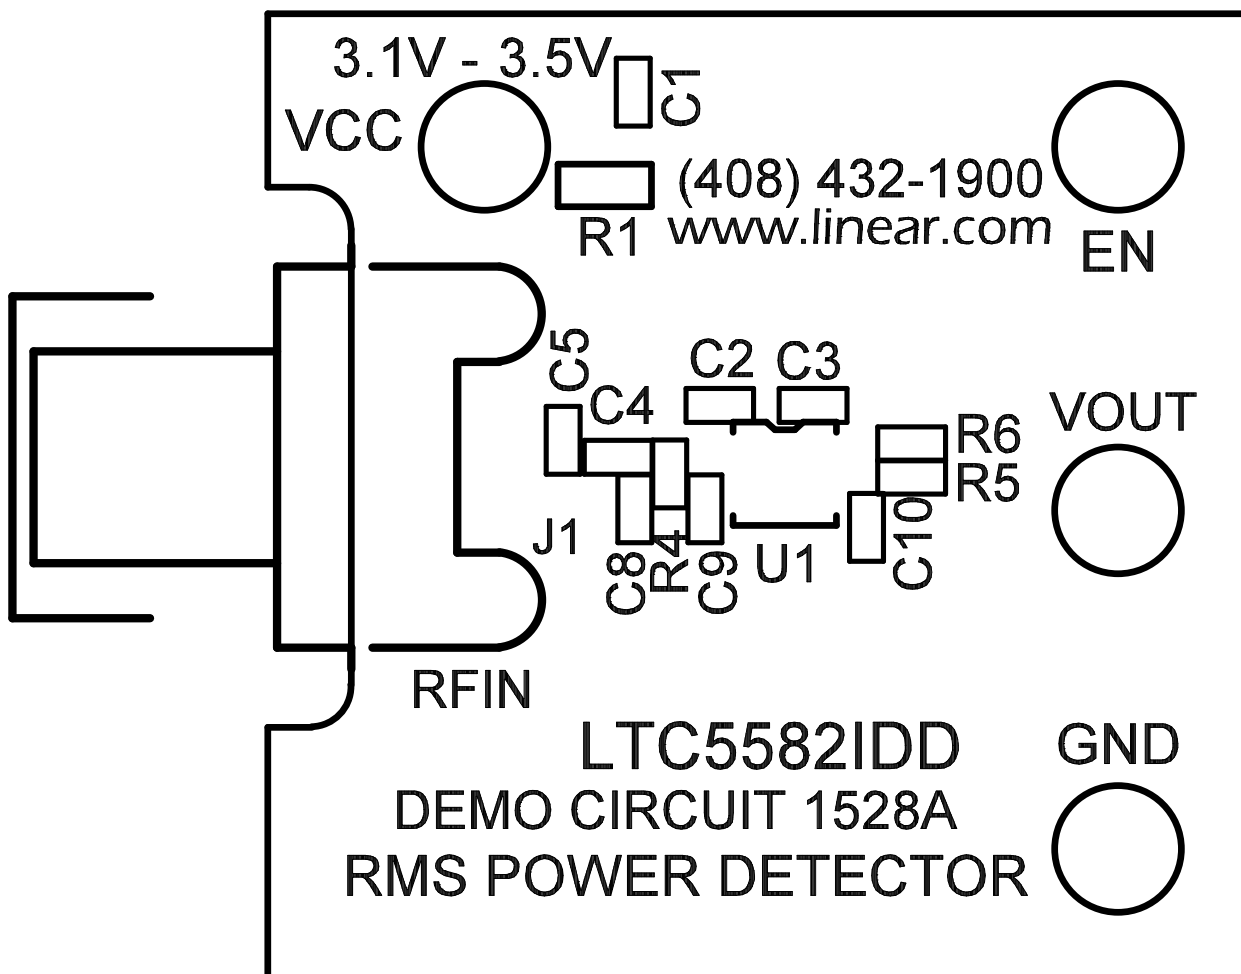 3.1V - 3.5V
C1
VCC
(408) 432-1900
R1
www.linear.com
EN
C5
C2
C3
C4
VOUT
R6
R5
J1
C8
R4
C9
U1
C10
RFIN
LTC5582IDD
GND
DEMO CIRCUIT 1528A
RMS POWER DETECTOR